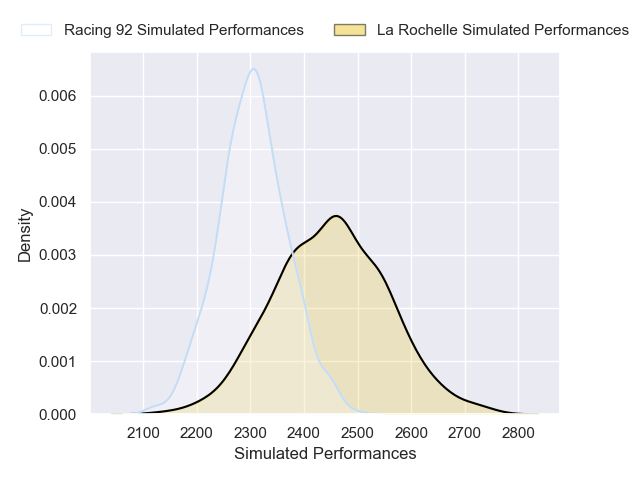 Racing 92 Simulated Performances
La Rochelle Simulated Performances
0.006
0.005
0.004
0.003
0.002
0.001
0.000
Density
2100 2200 2300 2400 2500 2600 2700 2800
Simulated Performances